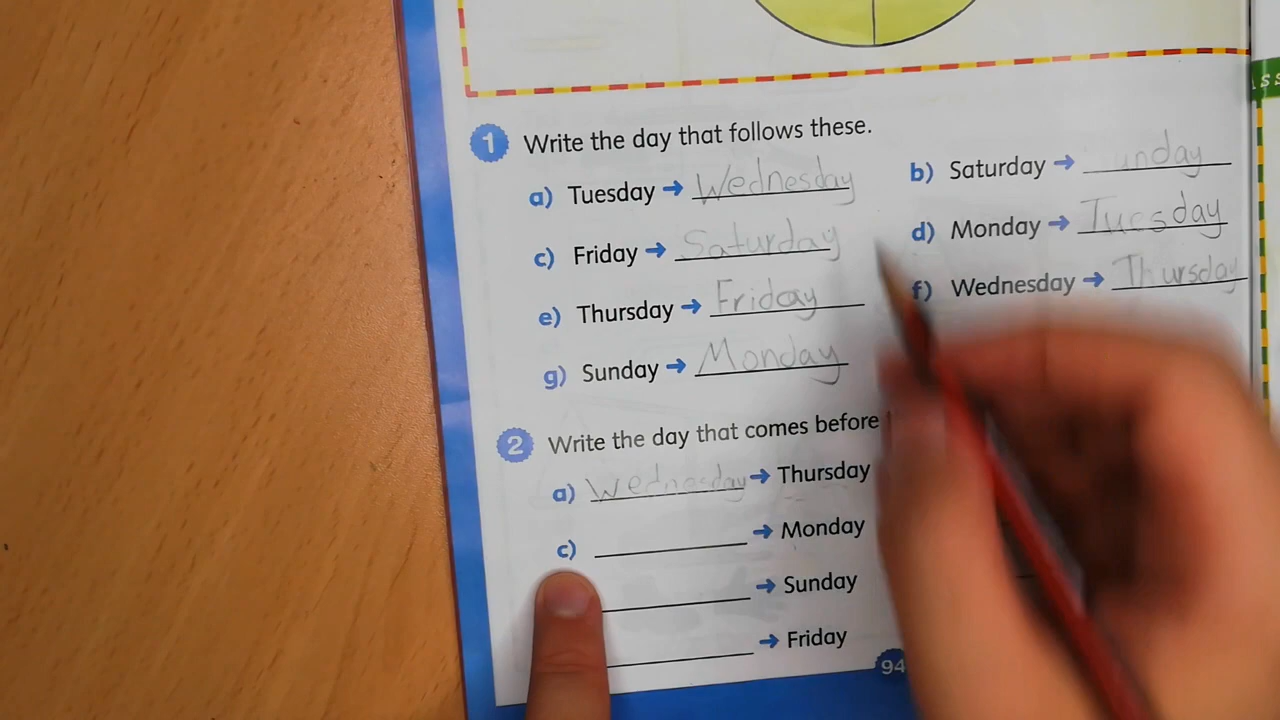 1 Write the day that follows these.
a) Tuesday → Wednesday
b) Saturday → unday
c) Friday → Saturday
d) Monday → Tuesday
e) Thursday → Friday
f) Wednesday → Thursday
g) Sunday → Monday
2 Write the day that comes before
a) Wednesday → Thursday
c) → Monday
→ Sunday
→ Friday
94